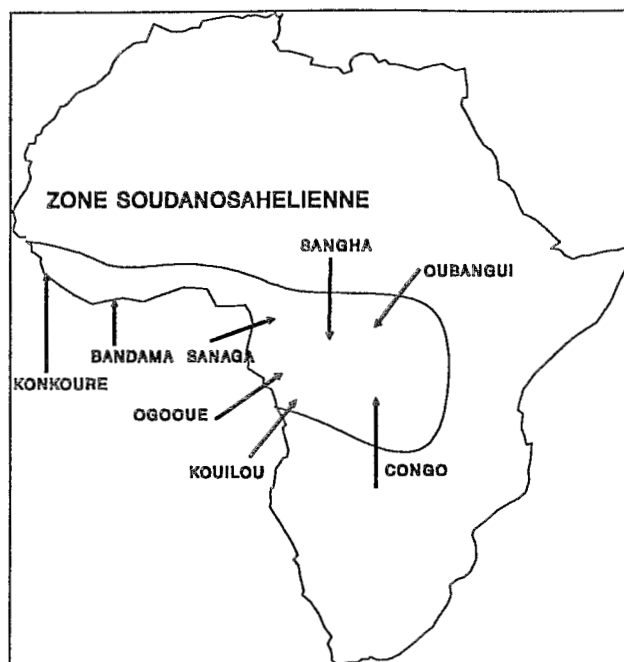 ZONE SOUDANOSAHELIENNE
SANGHA
OUBANGUI
BANDAMA
SANAGA
KONKOURE
OGOOUE
KOUILOU
CONGO